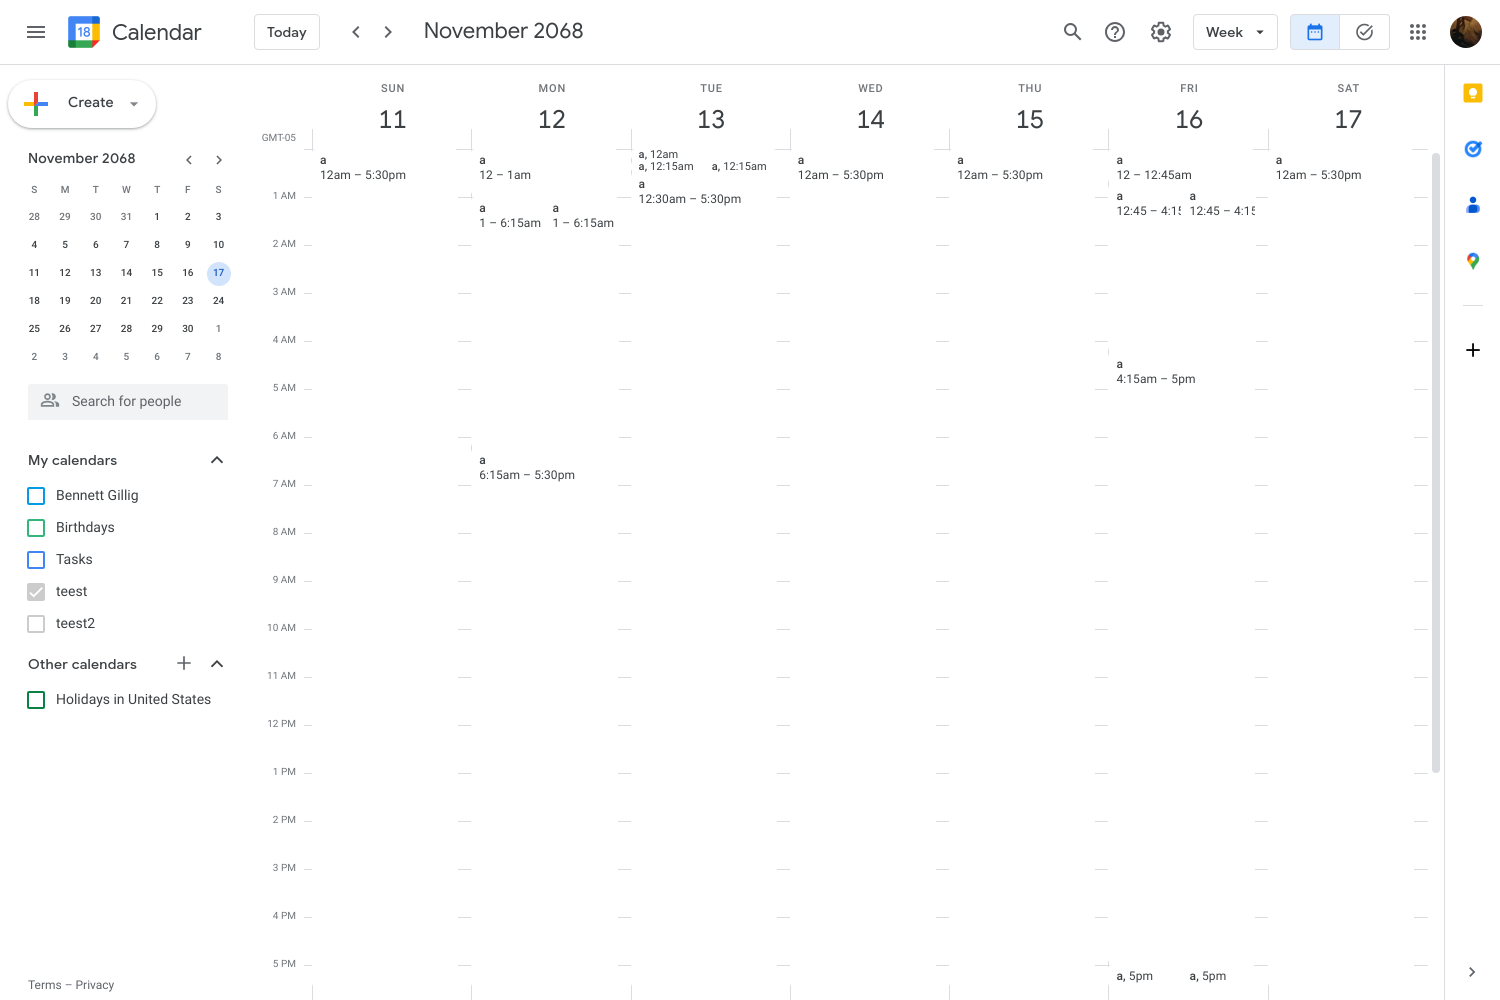 18 Calendar Today November 2068 Week
Create
November 2068
S M T W T F S
28 29 30 31 1 2 3
4 5 6 7 8 9 10
11 12 13 14 15 16 17
18 19 20 21 22 23 24
25 26 27 28 29 30 1
2 3 4 5 6 7 8
Search for people
My calendars
Bennett Gillig
Birthdays
Tasks
teest
teest2
Other calendars
Holidays in United States
Terms – Privacy
SUN MON TUE WED THU FRI SAT
11 12 13 14 15 16 17
GMT-05
1 AM
2 AM
3 AM
4 AM
5 AM
6 AM
7 AM
8 AM
9 AM
10 AM
11 AM
12 PM
1 PM
2 PM
3 PM
4 PM
5 PM
a
12am – 5:30pm
a
12 – 1am
a
1 – 6:15am
a
1 – 6:15am
a
6:15am – 5:30pm
a, 12am
a, 12:15am
a, 12:15am
a
12:30am – 5:30pm
a
12am – 5:30pm
a
12am – 5:30pm
a
12 – 12:45am
a
12:45 – 4:15
a
12:45 – 4:15
a
4:15am – 5pm
a, 5pm
a, 5pm
a
12am – 5:30pm